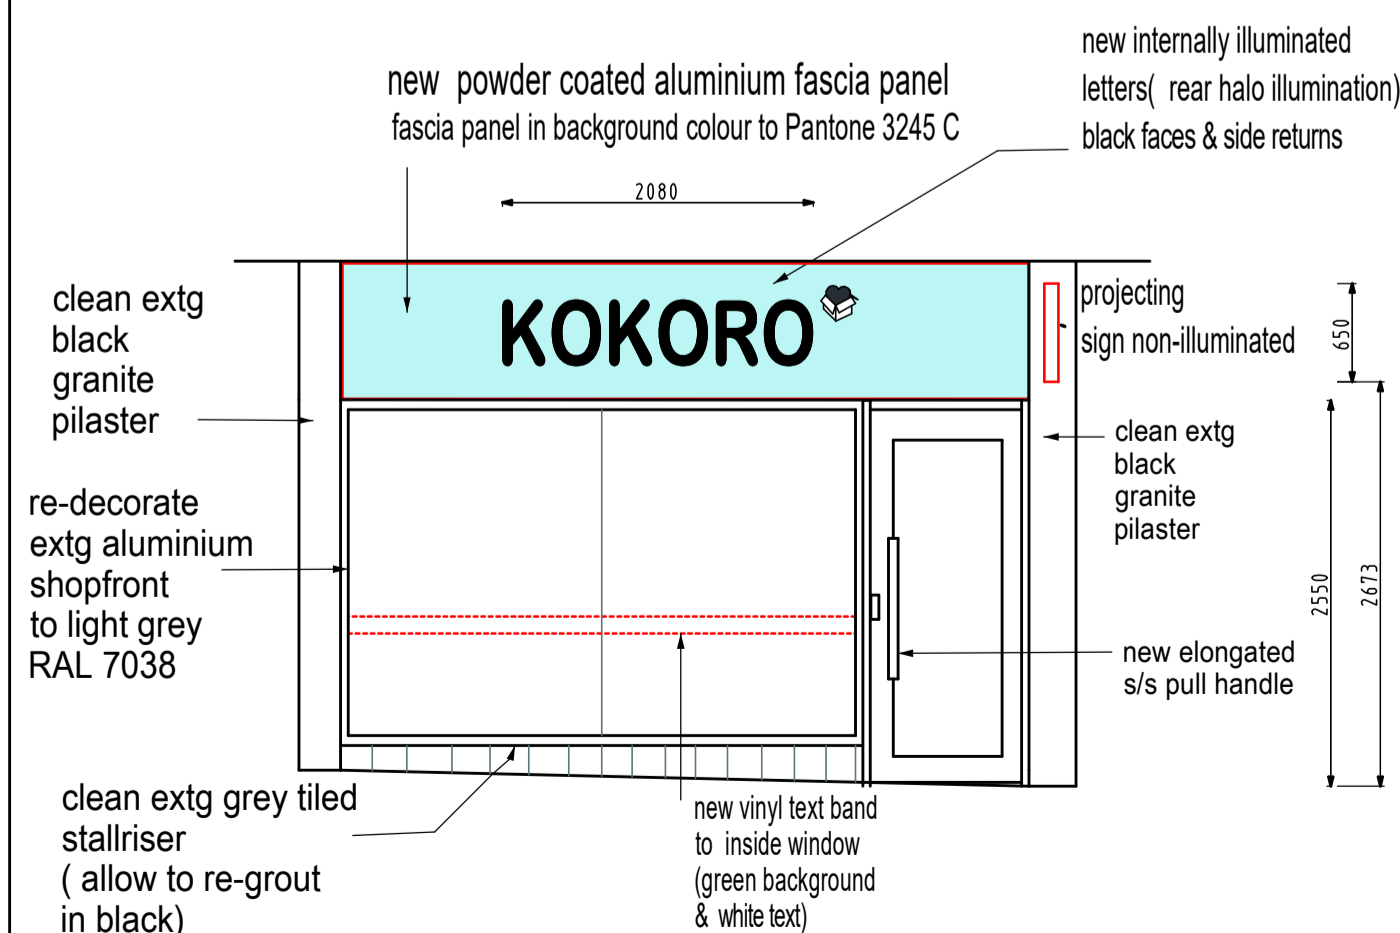 new powder coated aluminium fascia panel
fascia panel in background colour to Pantone 3245 C
new internally illuminated
letters( rear halo illumination)
black faces & side returns
2080
KOKORO
clean extg
black
granite
pilaster
projecting
sign non-illuminated
650
clean extg
black
granite
pilaster
re-decorate
extg aluminium
shopfront
to light grey
RAL 7038
2550
2673
new elongated
s/s pull handle
clean extg grey tiled
stallriser
( allow to re-grout
in black)
new vinyl text band
to inside window
(green background
& white text)